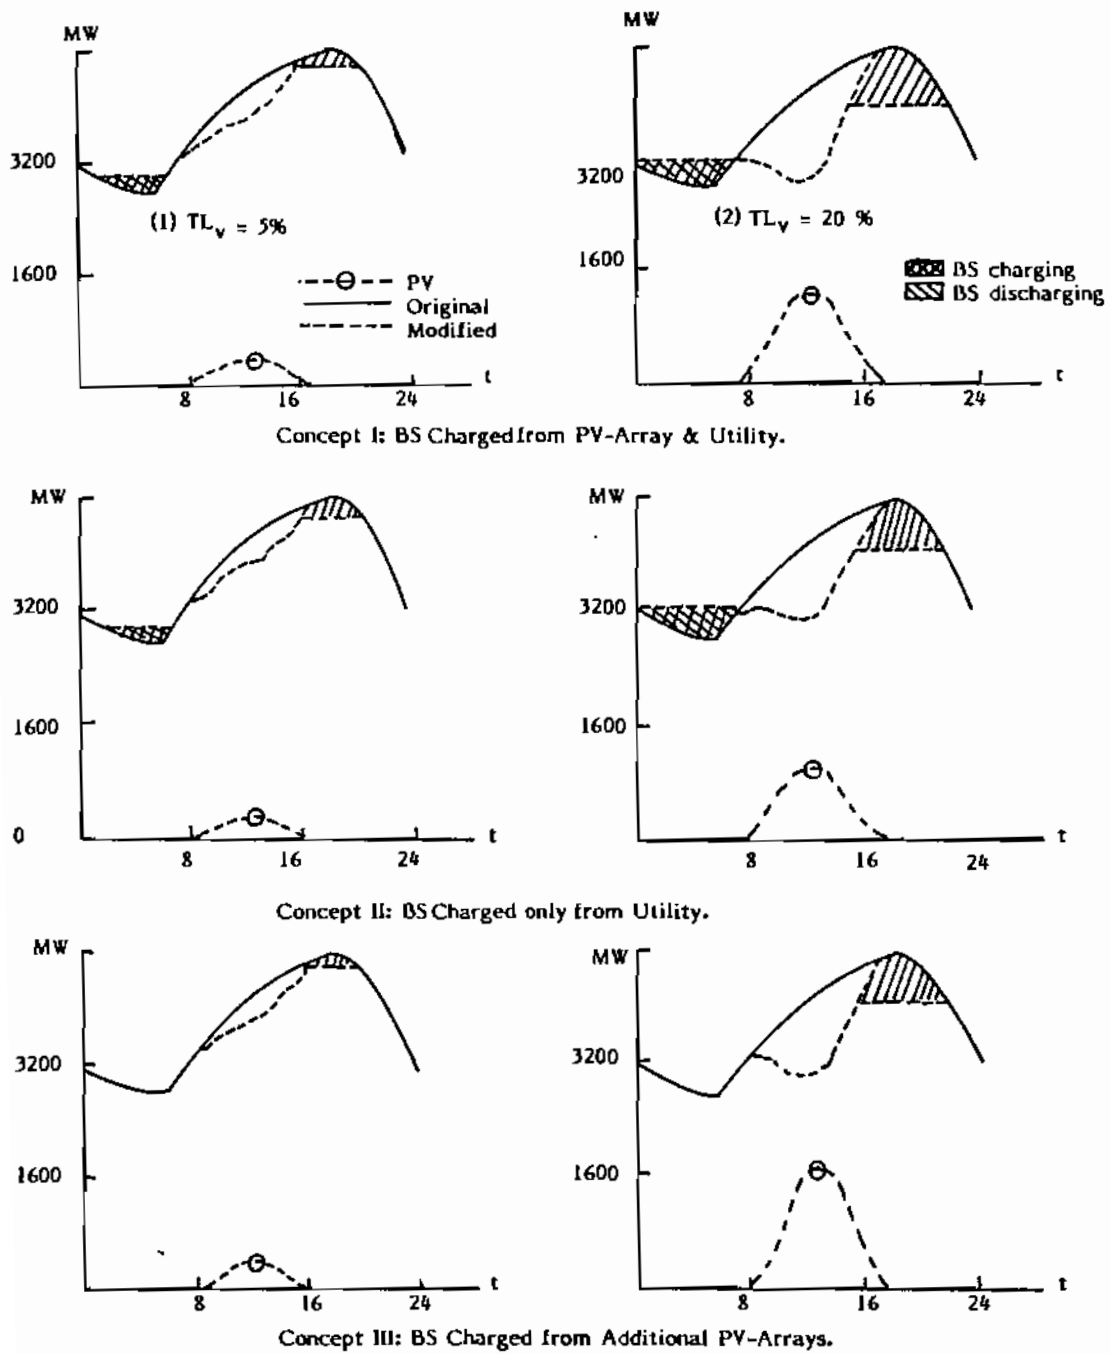 MW
3200
1600
(1) TLv = 5%
PV
Original
Modified
8
16
24
t
MW
3200
1600
(2) TLv = 20 %
BS charging
BS discharging
8
16
24
t
Concept I: BS Charged from PV-Array & Utility.
MW
3200
1600
0
8
16
24
t
MW
3200
1600
8
16
24
t
Concept II: BS Charged only from Utility.
MW
3200
1600
8
16
24
t
MW
3200
1600
8
16
24
t
Concept III: BS Charged from Additional PV-Arrays.